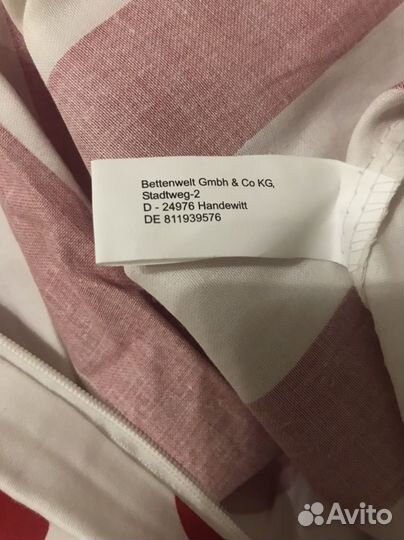 Bettenwelt Gmbh & Co KG,
Stadtweg-2
D - 24976 Handewitt
DE 811939576
Avito